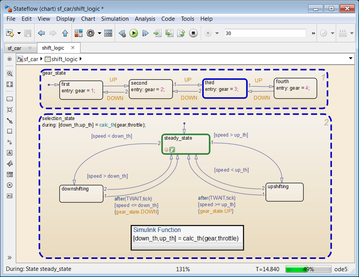 Stateflow (chart) sf_car/shift_logic *
File Edit View Display Chart Simulation Analysis Code Tools Help
30
sf_car shift_logic
sf_car shift_logic
gear_state
1
first
entry: gear = 1;
second
entry: gear = 2;
third
entry: gear = 3;
fourth
entry: gear = 4;
UP UP UP
DOWN DOWN DOWN
selection_state
during: [down_th,up_th] = calc_th(gear,throttle);
2
steady_state
[speed < down_th]
[speed > up_th]
[speed > down_th]
[speed < up_th]
downshifting
upshifting
after(TWAIT,tick)
[speed <= down_th]
{gear_state.DOWN}
after(TWAIT,tick)
[speed >= up_th]
{gear_state.UP}
Simulink Function
[down_th,up_th] = calc_th(gear,throttle)
During: State steady_state
131%
T=14.840
ode5